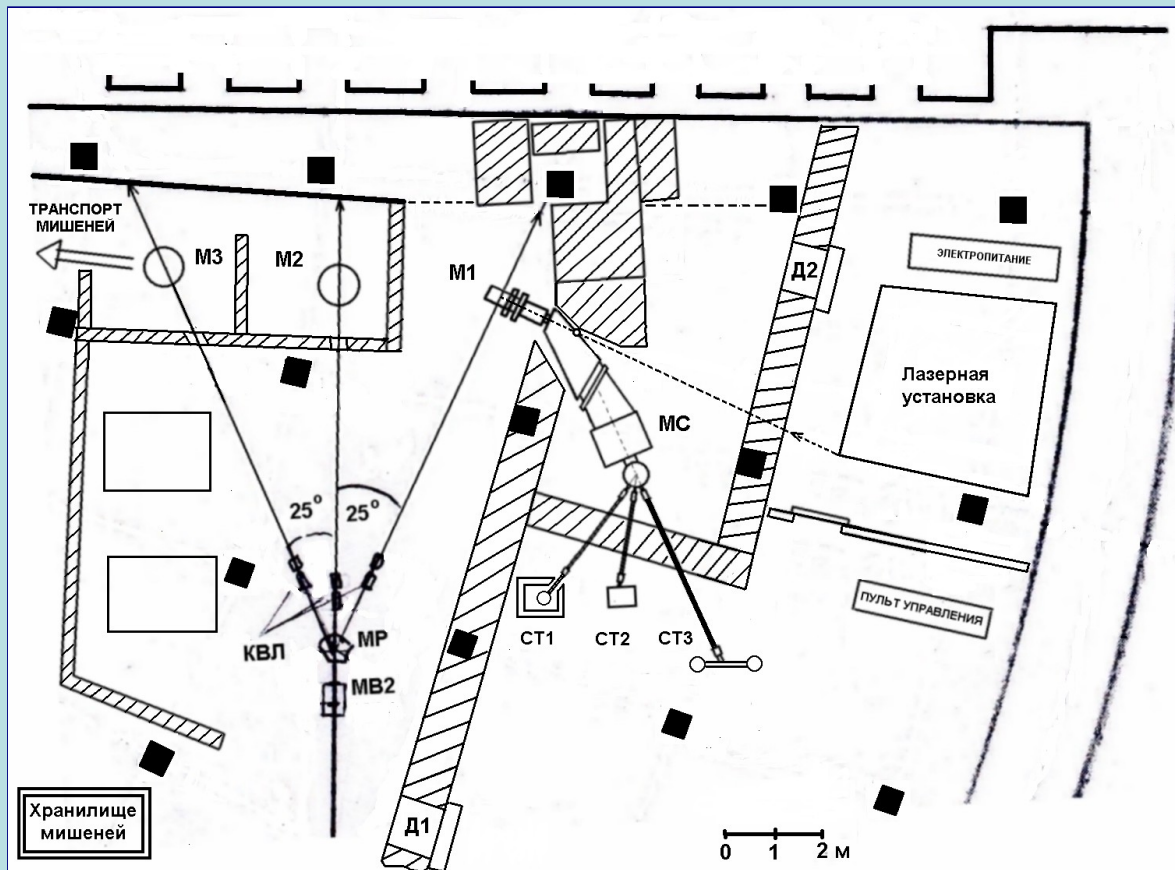 ТРАНСПОРТ
МИШЕНЕЙ
М3
М2
М1
Д2
ЭЛЕКТРОПИТАНИЕ
Лазерная
установка
МС
25°
25°
СТ1
СТ2
СТ3
ПУЛЬТ УПРАВЛЕНИЯ
КВЛ
МР
МВ2
Хранилище
мишеней
Д1
0 1 2 м